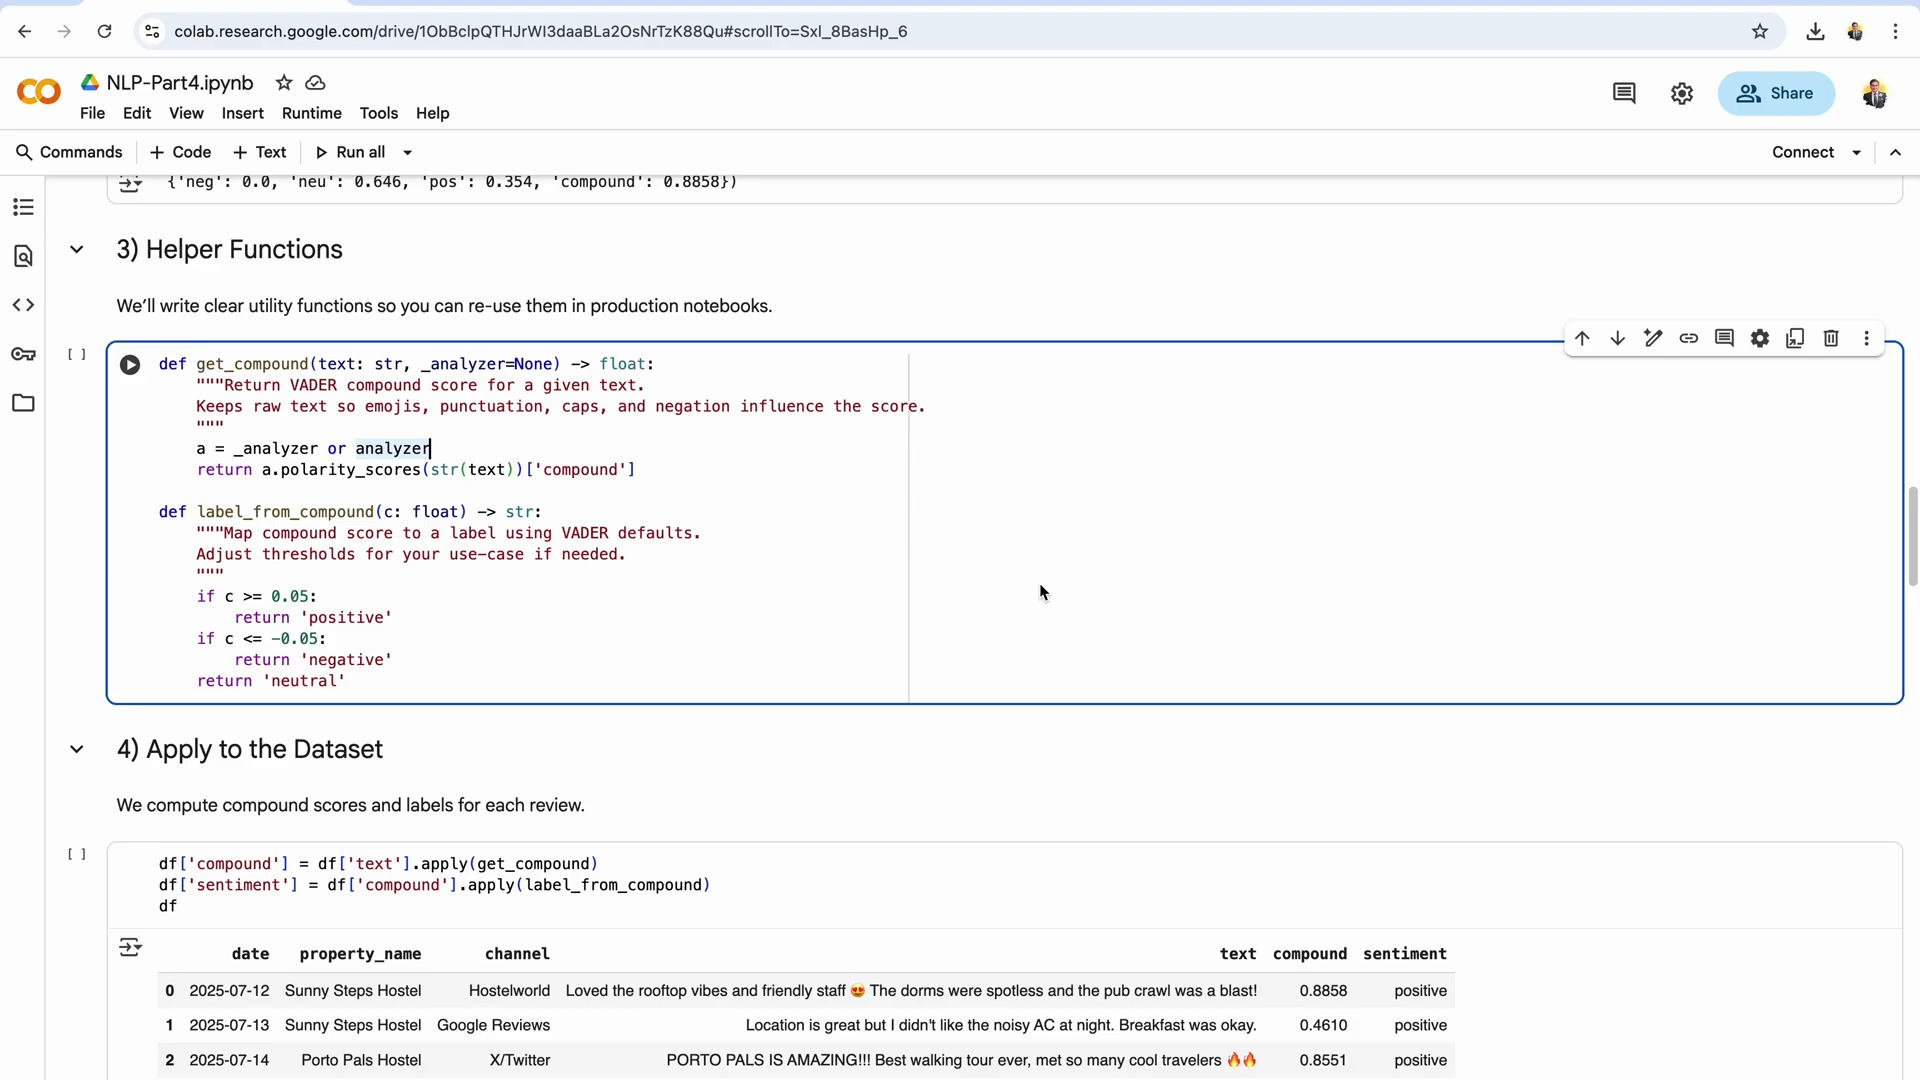 colab.research.google.com/drive/1ObBclpQTHJrWI3daaBLa2OsNrTzK88Qu#scrollTo=Sxl_8BasHp_6
NLP-Part4.ipynb
File Edit View Insert Runtime Tools Help
Share
Commands + Code + Text Run all
Connect
{'neg': 0.0, 'neu': 0.646, 'pos': 0.354, 'compound': 0.8858})
3) Helper Functions
We'll write clear utility functions so you can re-use them in production notebooks.
[ ]
def get_compound(text: str, _analyzer=None) -> float:
"""Return VADER compound score for a given text.
Keeps raw text so emojis, punctuation, caps, and negation influence the score.
"""
a = _analyzer or analyzer
return a.polarity_scores(str(text))['compound']
def label_from_compound(c: float) -> str:
"""Map compound score to a label using VADER defaults.
Adjust thresholds for your use-case if needed.
"""
if c >= 0.05:
return 'positive'
if c <= -0.05:
return 'negative'
return 'neutral'
4) Apply to the Dataset
We compute compound scores and labels for each review.
[ ]
df['compound'] = df['text'].apply(get_compound)
df['sentiment'] = df['compound'].apply(label_from_compound)
df
date property_name channel text compound sentiment
0 2025-07-12 Sunny Steps Hostel Hostelworld Loved the rooftop vibes and friendly staff 😍 The dorms were spotless and the pub crawl was a blast! 0.8858 positive
1 2025-07-13 Sunny Steps Hostel Google Reviews Location is great but I didn't like the noisy AC at night. Breakfast was okay. 0.4610 positive
2 2025-07-14 Porto Pals Hostel X/Twitter PORTO PALS IS AMAZING!!! Best walking tour ever, met so many cool travelers 🔥🔥 0.8551 positive